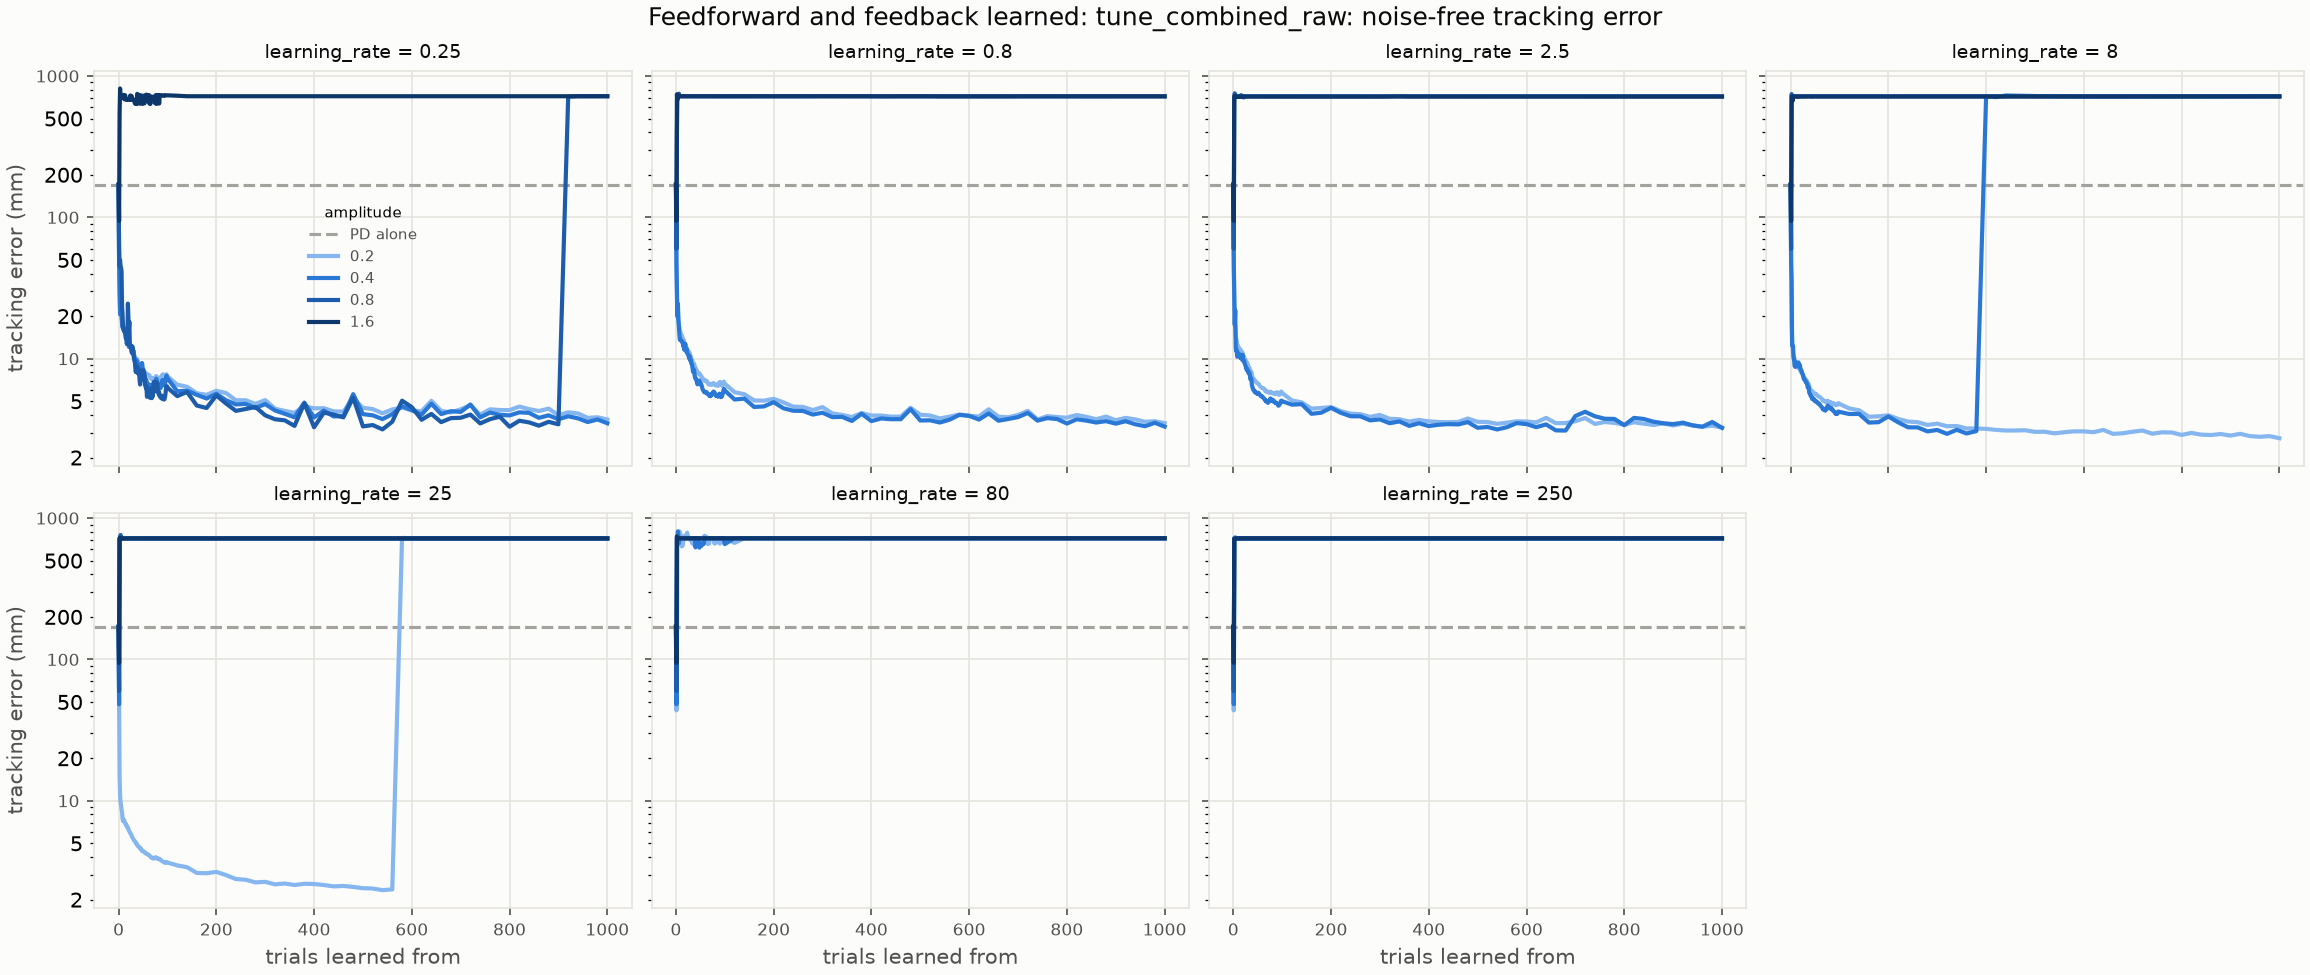 Feedforward and feedback learned: tune_combined_raw: noise-free tracking error
learning_rate = 0.25
learning_rate = 0.8
learning_rate = 2.5
learning_rate = 8
1000
500
200
100
50
20
10
5
2
tracking error (mm)
amplitude
PD alone
0.2
0.4
0.8
1.6
learning_rate = 25
learning_rate = 80
learning_rate = 250
1000
500
200
100
50
20
10
5
2
tracking error (mm)
0 200 400 600 800 1000
0 200 400 600 800 1000
0 200 400 600 800 1000
trials learned from
trials learned from
trials learned from